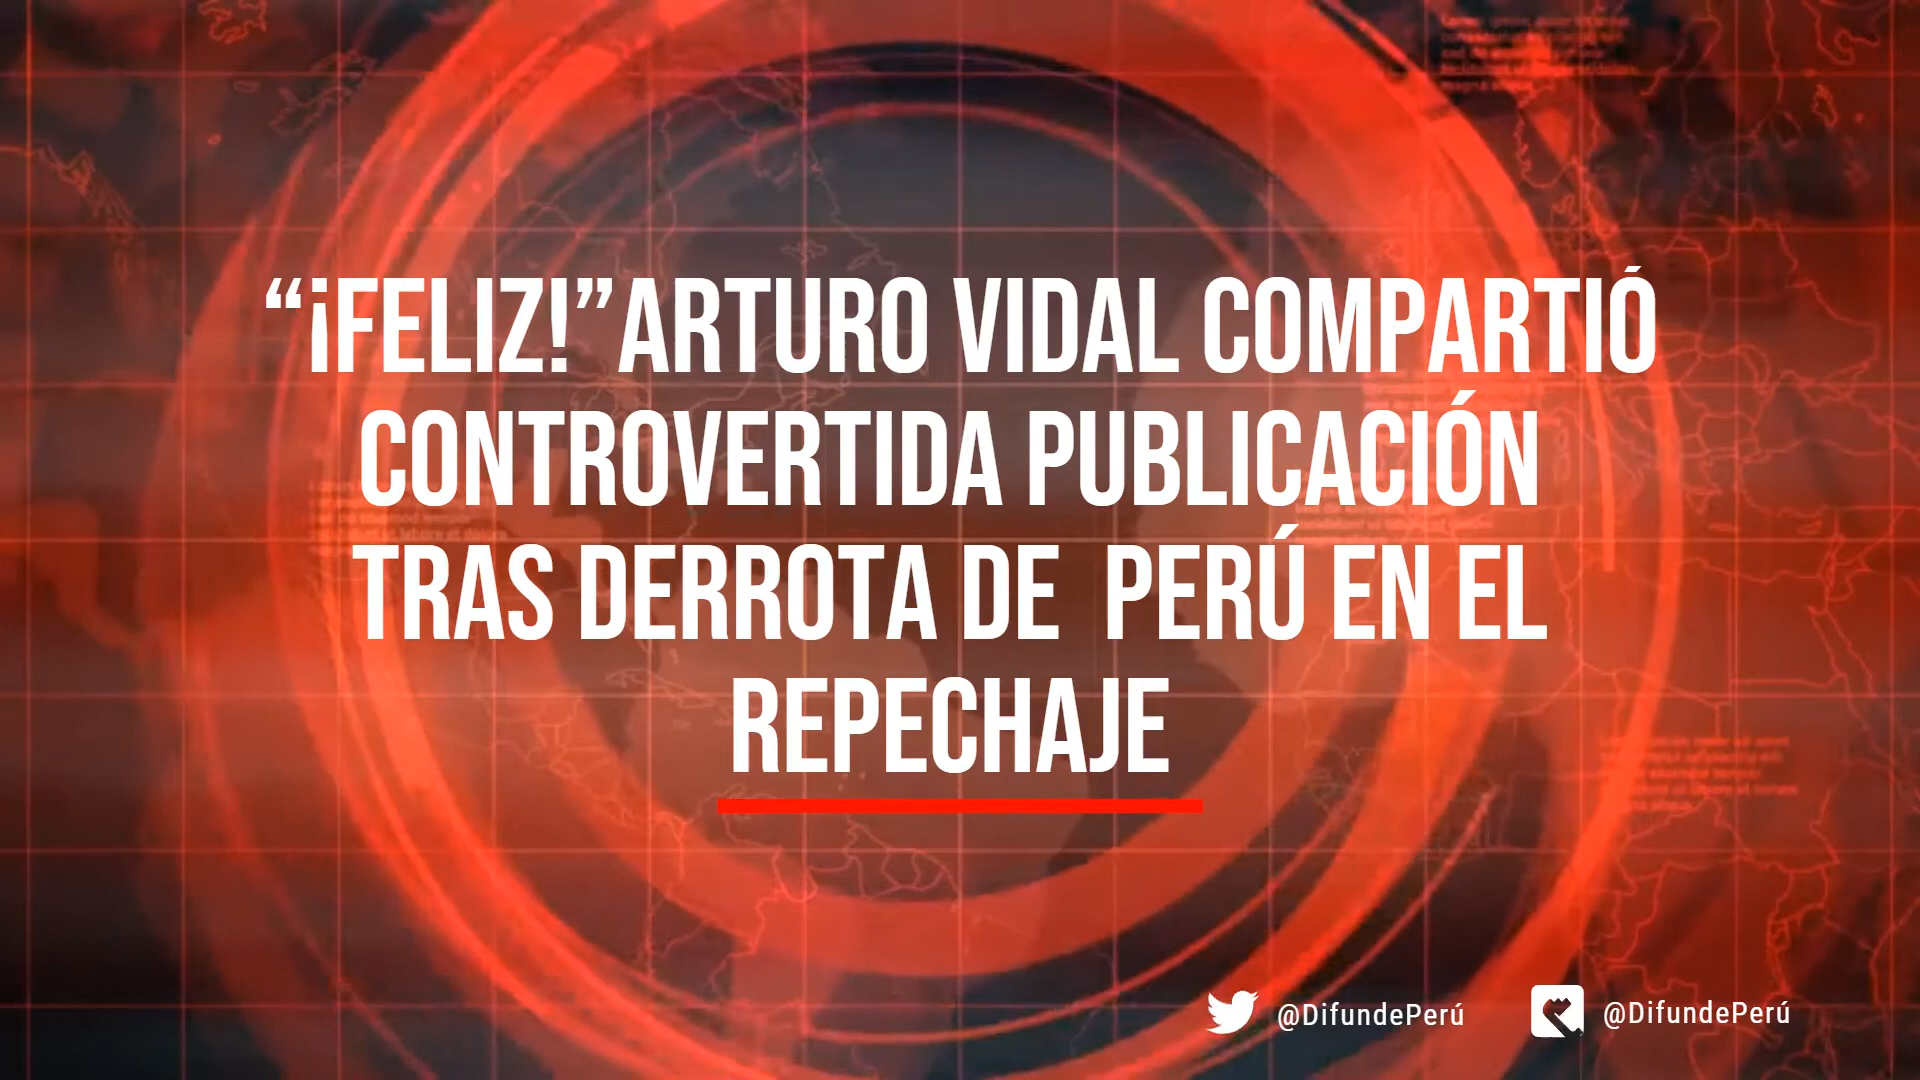 “¡FELIZ!”ARTURO VIDAL COMPARTIÓ
CONTROVERTIDA PUBLICACIÓN
TRAS DERROTA DE  PERÚ EN EL
REPECHAJE
@DifundePerú
@DifundePerú